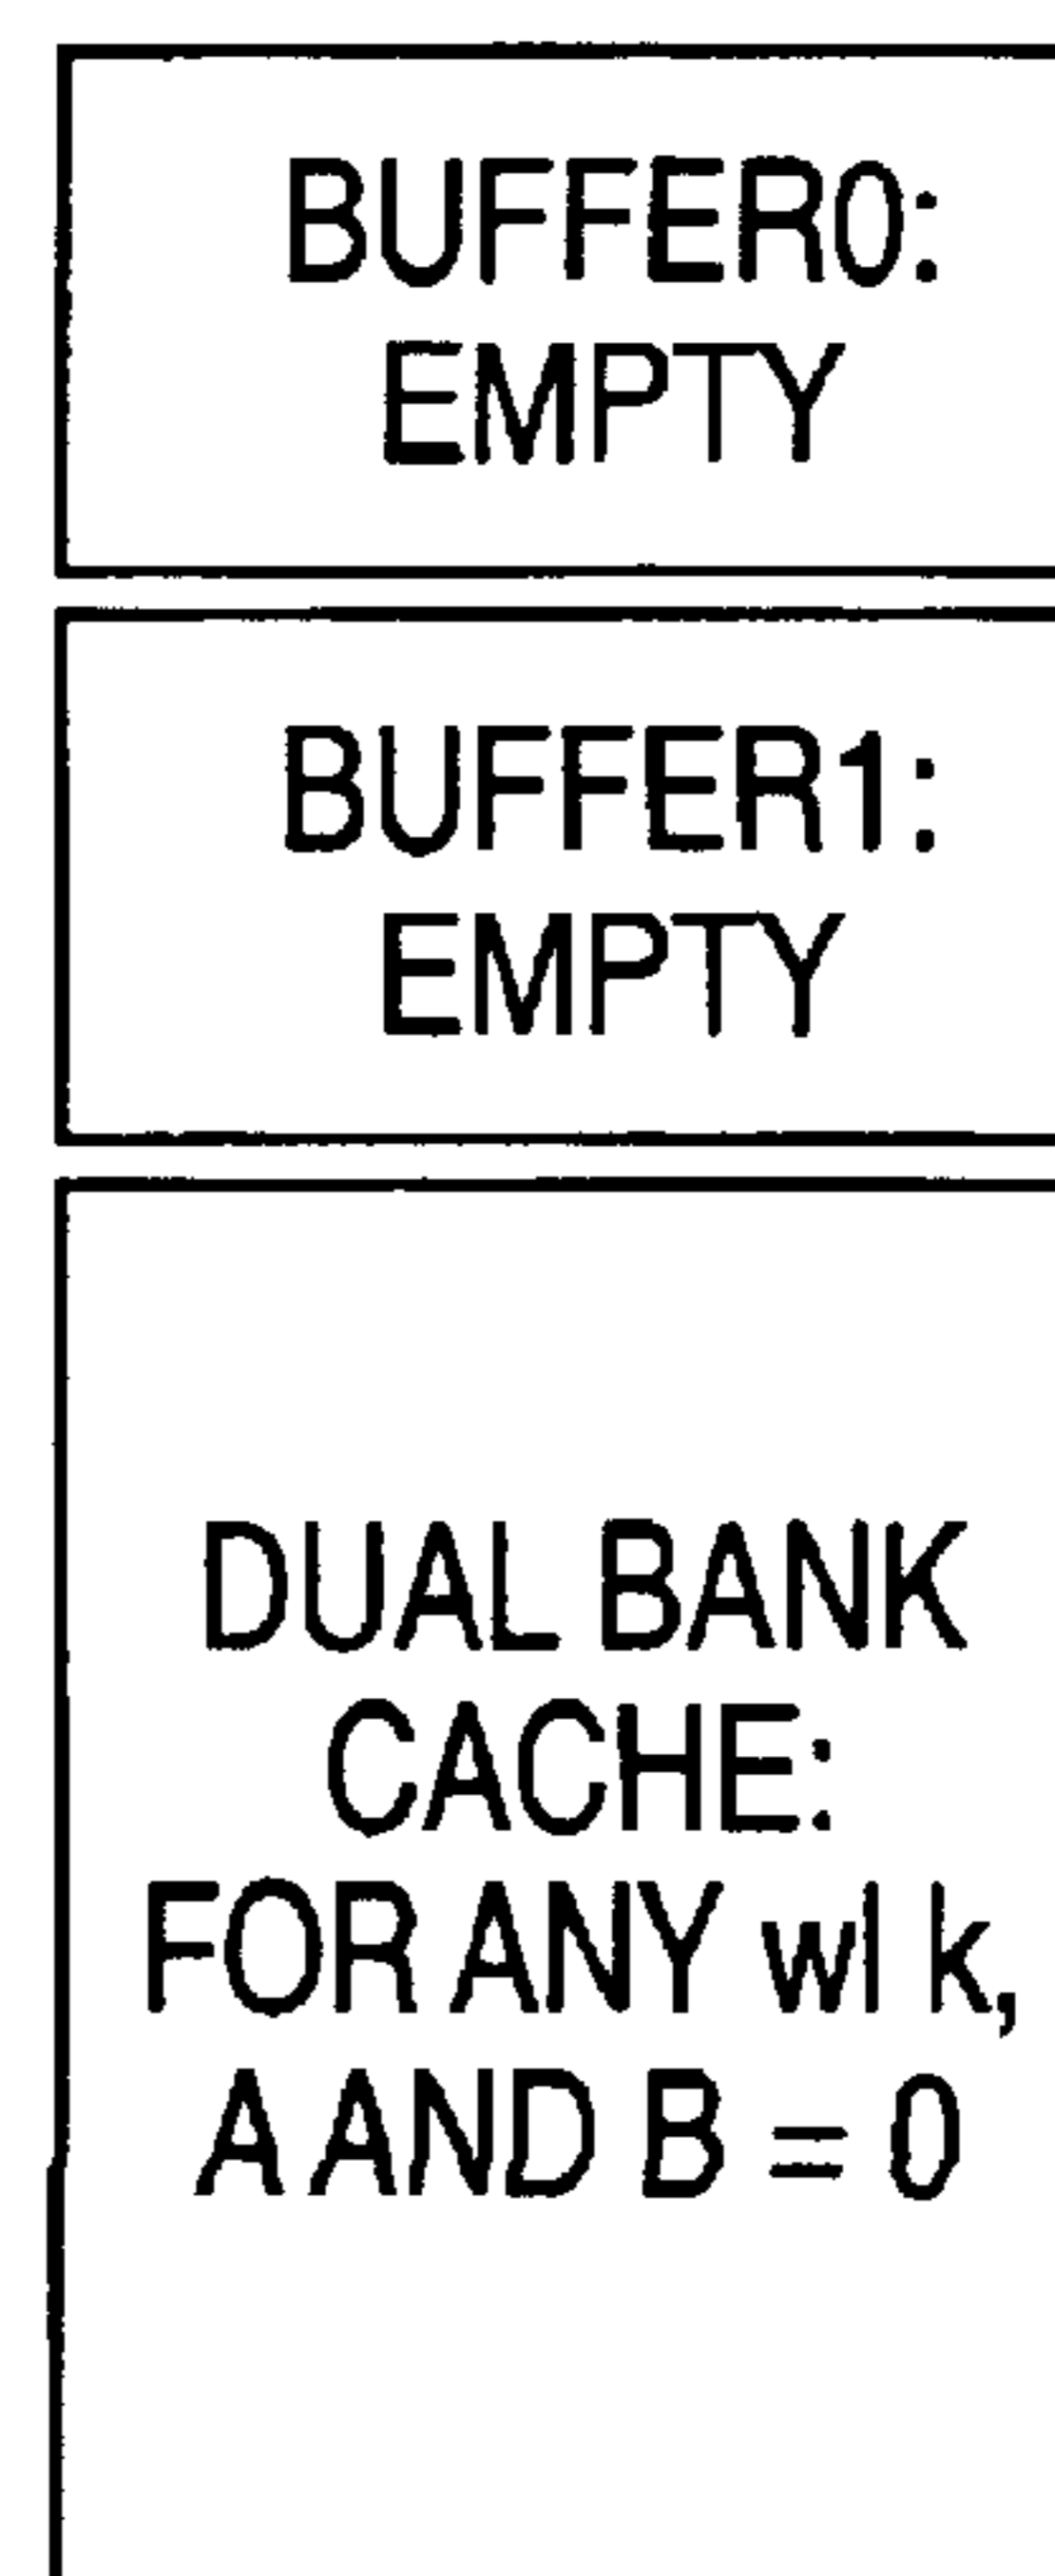 BUFFER0:
EMPTY
BUFFER1:
EMPTY
DUAL BANK
CACHE:
FOR ANY wl k,
A AND B = 0